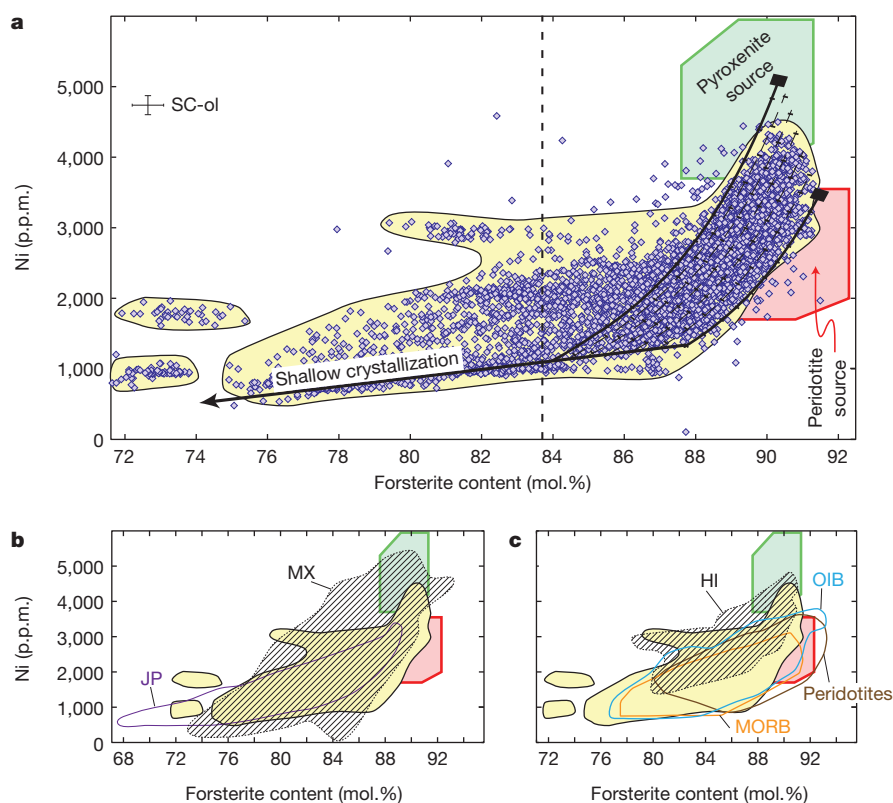 a
Ni (p.p.m.)
5,000
4,000
3,000
2,000
1,000
0
SC-ol
Pyroxenite
source
Peridotite
source
Shallow crystallization
72 74 76 78 80 82 84 86 88 90 92
Forsterite content (mol.%)
b
Ni (p.p.m.)
5,000
4,000
3,000
2,000
1,000
0
MX
JP
68 72 76 80 84 88 92
Forsterite content (mol.%)
c
HI
OIB
Peridotites
MORB
68 72 76 80 84 88 92
Forsterite content (mol.%)